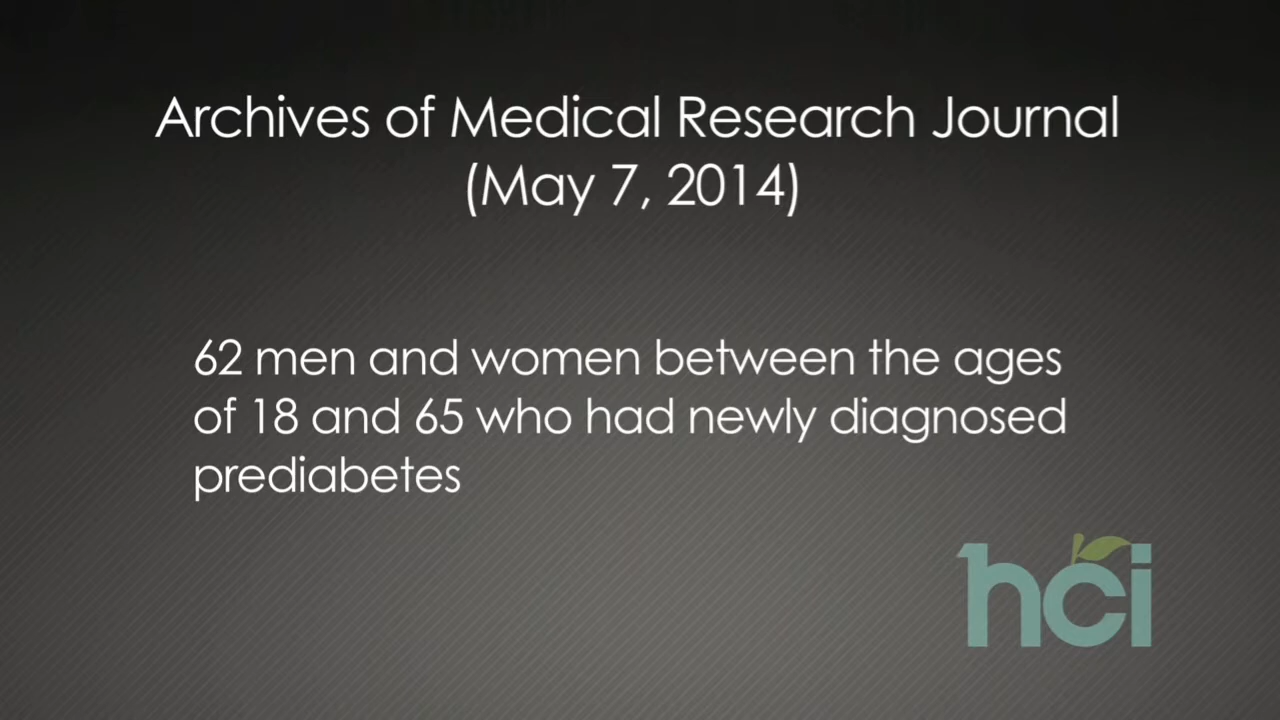 Archives of Medical Research Journal
(May 7, 2014)
62 men and women between the ages
of 18 and 65 who had newly diagnosed
prediabetes
hci